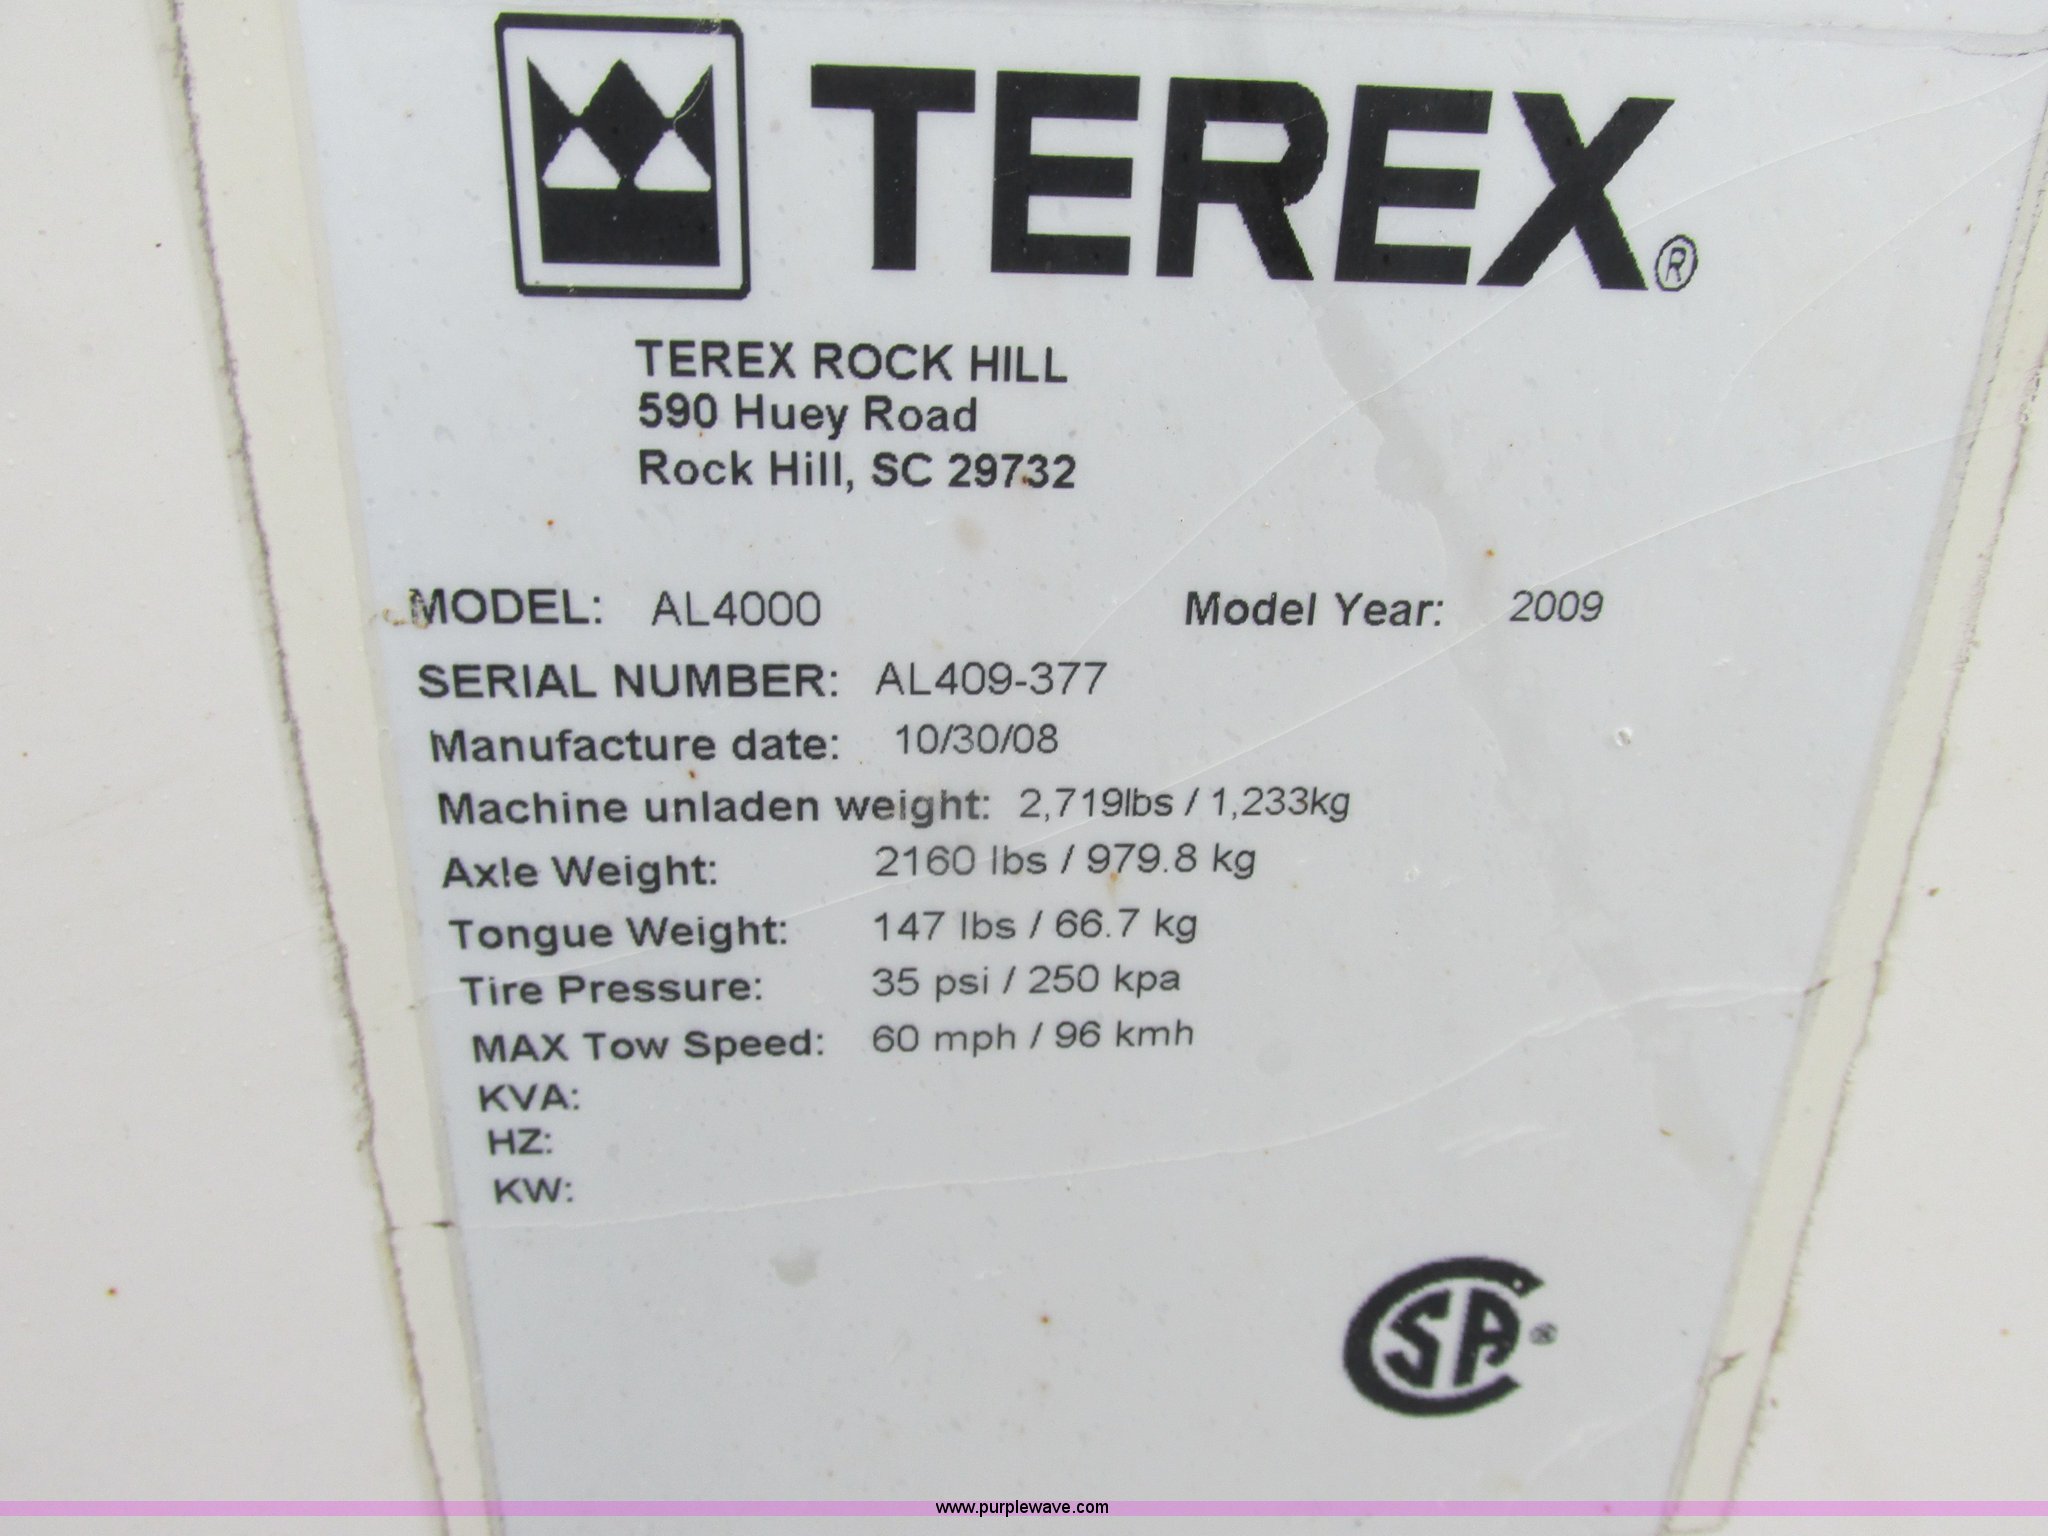 TEREX®
TEREX ROCK HILL
590 Huey Road
Rock Hill, SC 29732
MODEL: AL4000 Model Year: 2009
SERIAL NUMBER: AL409-377
Manufacture date: 10/30/08
Machine unladen weight: 2,719lbs / 1,233kg
Axle Weight: 2160 lbs / 979.8 kg
Tongue Weight: 147 lbs / 66.7 kg
Tire Pressure: 35 psi / 250 kpa
MAX Tow Speed: 60 mph / 96 kmh
KVA:
HZ:
KW:
CSA®
www.purplewave.com